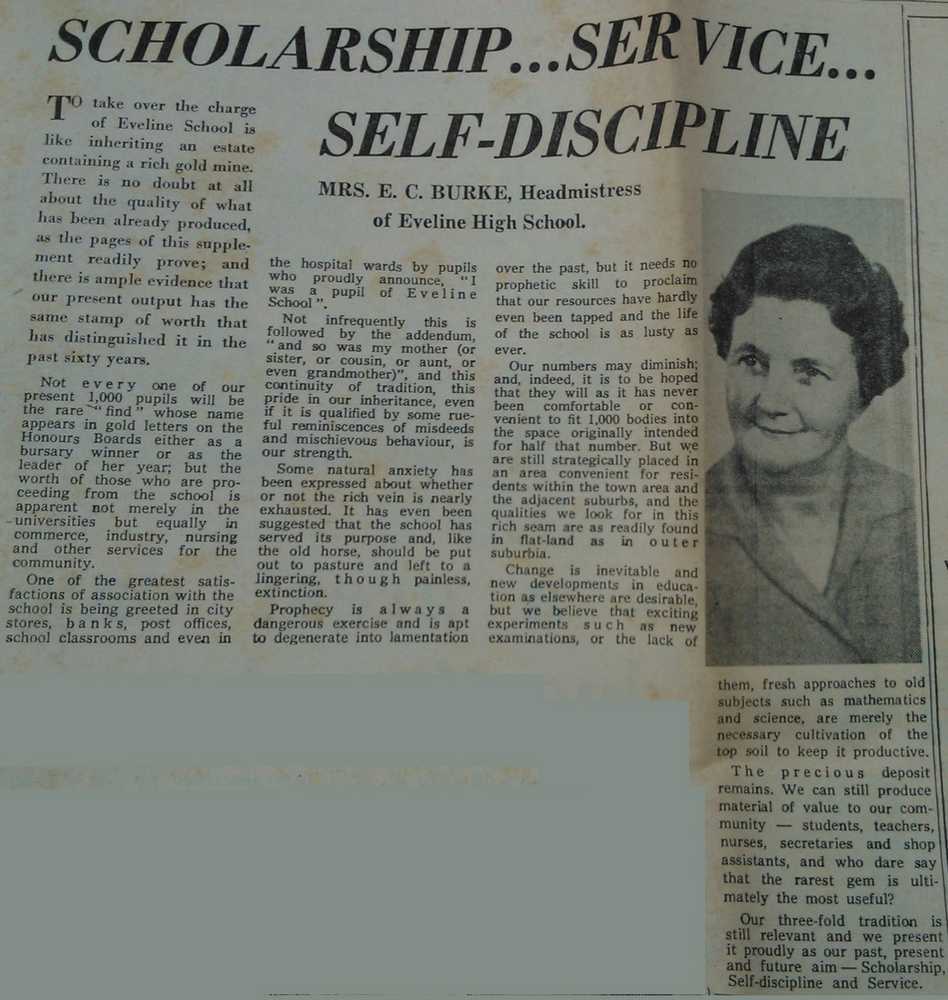 SCHOLARSHIP...SERVICE...
SELF-DISCIPLINE
MRS. E. C. BURKE, Headmistress
of Eveline High School.
TO take over the charge
of Eveline School is
like inheriting an estate
containing a rich gold mine.
There is no doubt at all
about the quality of what
has been already produced,
as the pages of this supple-
ment readily prove; and
there is ample evidence that
our present output has the
same stamp of worth that
has distinguished it in the
past sixty years.
Not every one of our
present 1,000 pupils will be
the rare "find" whose name
appears in gold letters on the
Honours Boards either as a
bursary winner or as the
leader of her year; but the
worth of those who are pro-
ceeding from the school is
apparent not merely in the
universities but equally in
commerce, industry, nursing
and other services for the
community.
One of the greatest satis-
factions of association with the
school is being greeted in city
stores, banks, post offices,
school classrooms and even in
the hospital wards by pupils
who proudly announce, "I
was a pupil of Eveline
School".
Not infrequently this is
followed by the addendum,
"and so was my mother (or
sister, or cousin, or aunt, or
even grandmother)", and this
continuity of tradition, this
pride in our inheritance, even
if it is qualified by some rue-
ful reminiscences of misdeeds
and mischievous behaviour, is
our strength.
Some natural anxiety has
been expressed about whether
or not the rich vein is nearly
exhausted. It has even been
suggested that the school has
served its purpose and, like
the old horse, should be put
out to pasture and left to a
lingering, though painless,
extinction.
Prophecy is always a
dangerous exercise and is apt
to degenerate into lamentation
over the past, but it needs no
prophetic skill to proclaim
that our resources have hardly
even been tapped and the life
of the school is as lusty as
ever.
Our numbers may diminish;
and, indeed, it is to be hoped
that they will as it has never
been comfortable or con-
venient to fit 1,000 bodies into
the space originally intended
for half that number. But we
are still strategically placed in
an area convenient for resi-
dents within the town area and
the adjacent suburbs, and the
qualities we look for in this
rich seam are as readily found
in flat-land as in outer
suburbia.
Change is inevitable and
new developments in educa-
tion as elsewhere are desirable,
but we believe that exciting
experiments such as new
examinations, or the lack of
them, fresh approaches to old
subjects such as mathematics
and science, are merely the
necessary cultivation of the
top soil to keep it productive.
The precious deposit
remains. We can still produce
material of value to our com-
munity — students, teachers,
nurses, secretaries and shop
assistants, and who dare say
that the rarest gem is ulti-
mately the most useful?
Our three-fold tradition is
still relevant and we present
it proudly as our past, present
and future aim — Scholarship,
Self-discipline and Service.